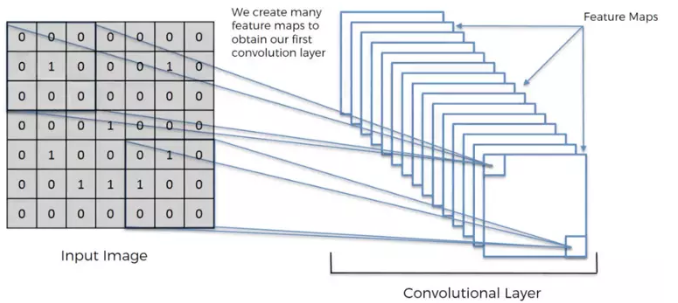 We create many
feature maps to
obtain our first
convolution layer
Feature Maps
0 0 0 0 0 0 0
0 1 0 0 0 1 0
0 0 0 0 0 0 0
0 0 0 1 0 0 0
0 1 0 0 0 1 0
0 0 1 1 1 0 0
0 0 0 0 0 0 0
Input Image
Convolutional Layer